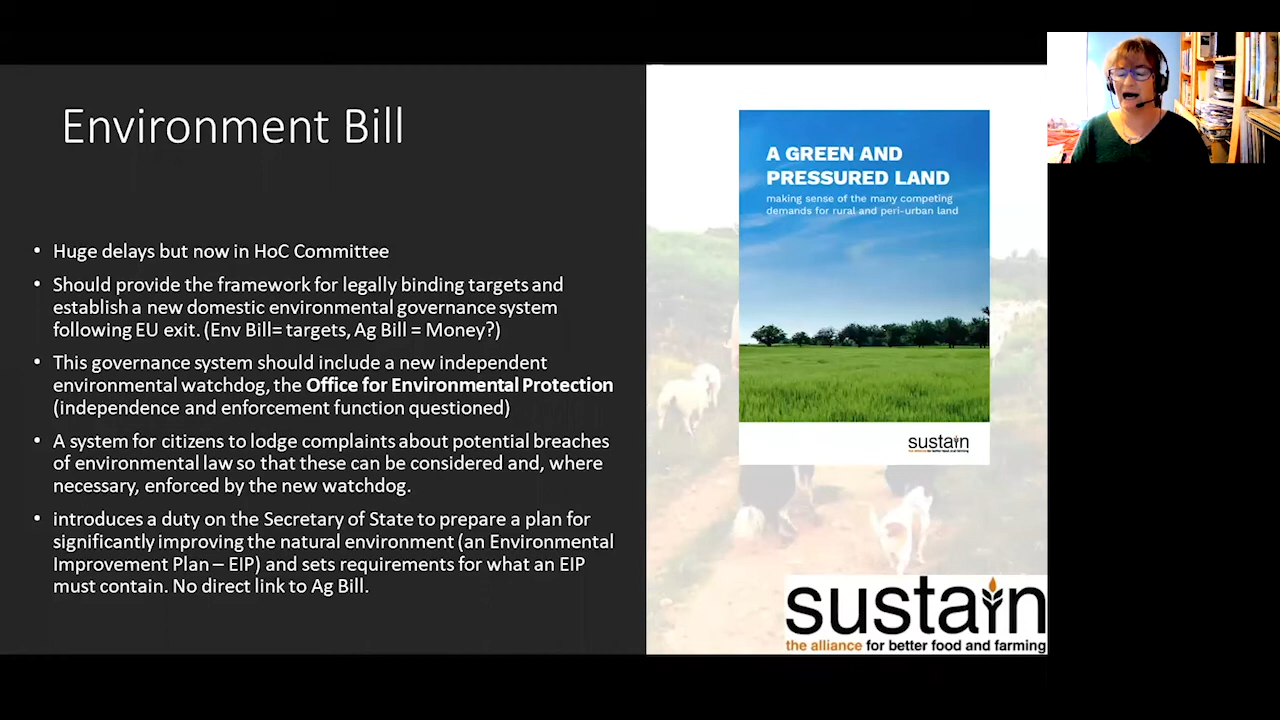 Environment Bill
• Huge delays but now in HoC Committee
• Should provide the framework for legally binding targets and
establish a new domestic environmental governance system
following EU exit. (Env Bill= targets, Ag Bill = Money?)
• This governance system should include a new independent
environmental watchdog, the Office for Environmental Protection
(independence and enforcement function questioned)
• A system for citizens to lodge complaints about potential breaches
of environmental law so that these can be considered and, where
necessary, enforced by the new watchdog.
• introduces a duty on the Secretary of State to prepare a plan for
significantly improving the natural environment (an Environmental
Improvement Plan – EIP) and sets requirements for what an EIP
must contain. No direct link to Ag Bill.
A GREEN AND
PRESSURED LAND
making sense of the many competing
demands for rural and peri-urban land
sustain
the alliance for better food and farming
sustain
the alliance for better food and farming